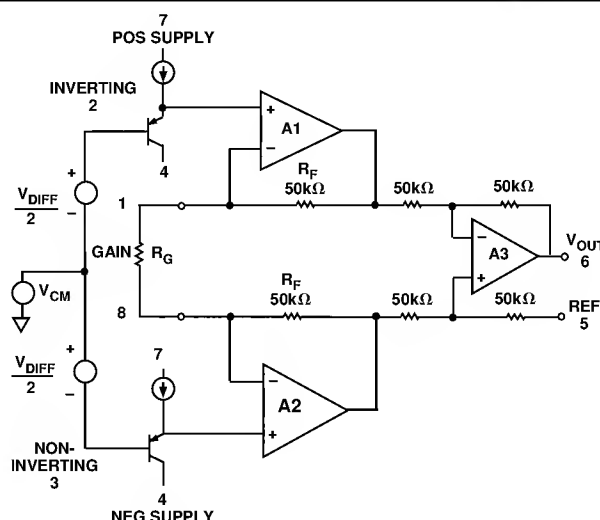 7
POS SUPPLY
INVERTING
2
+
A1
−
4
R_F
50kΩ
50kΩ
50kΩ
+
V_DIFF
2
−
1
GAIN
R_G
−
A3
+
V_OUT
6
V_CM
8
R_F
50kΩ
50kΩ
50kΩ
REF
5
+
V_DIFF
2
−
7
−
A2
+
NON-
INVERTING
3
4
NEG SUPPLY